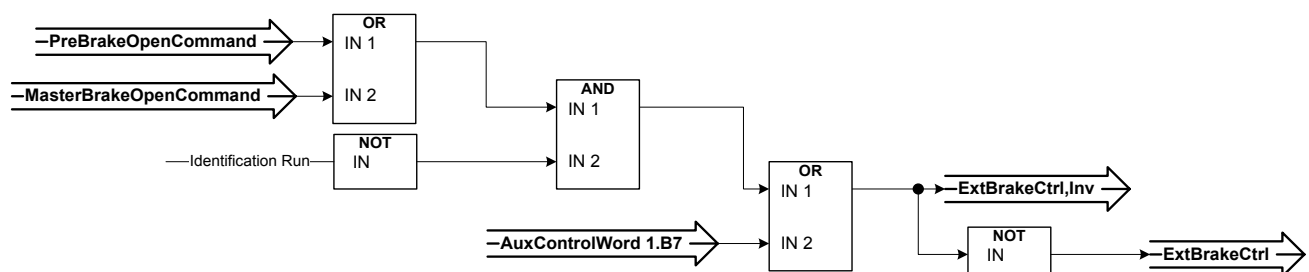 OR
PreBrakeOpenCommand
IN 1
MasterBrakeOpenCommand
IN 2
AND
IN 1
NOT
Identification Run
IN
IN 2
OR
IN 1
ExtBrakeCtrl,Inv
AuxControlWord 1.B7
IN 2
NOT
IN
ExtBrakeCtrl